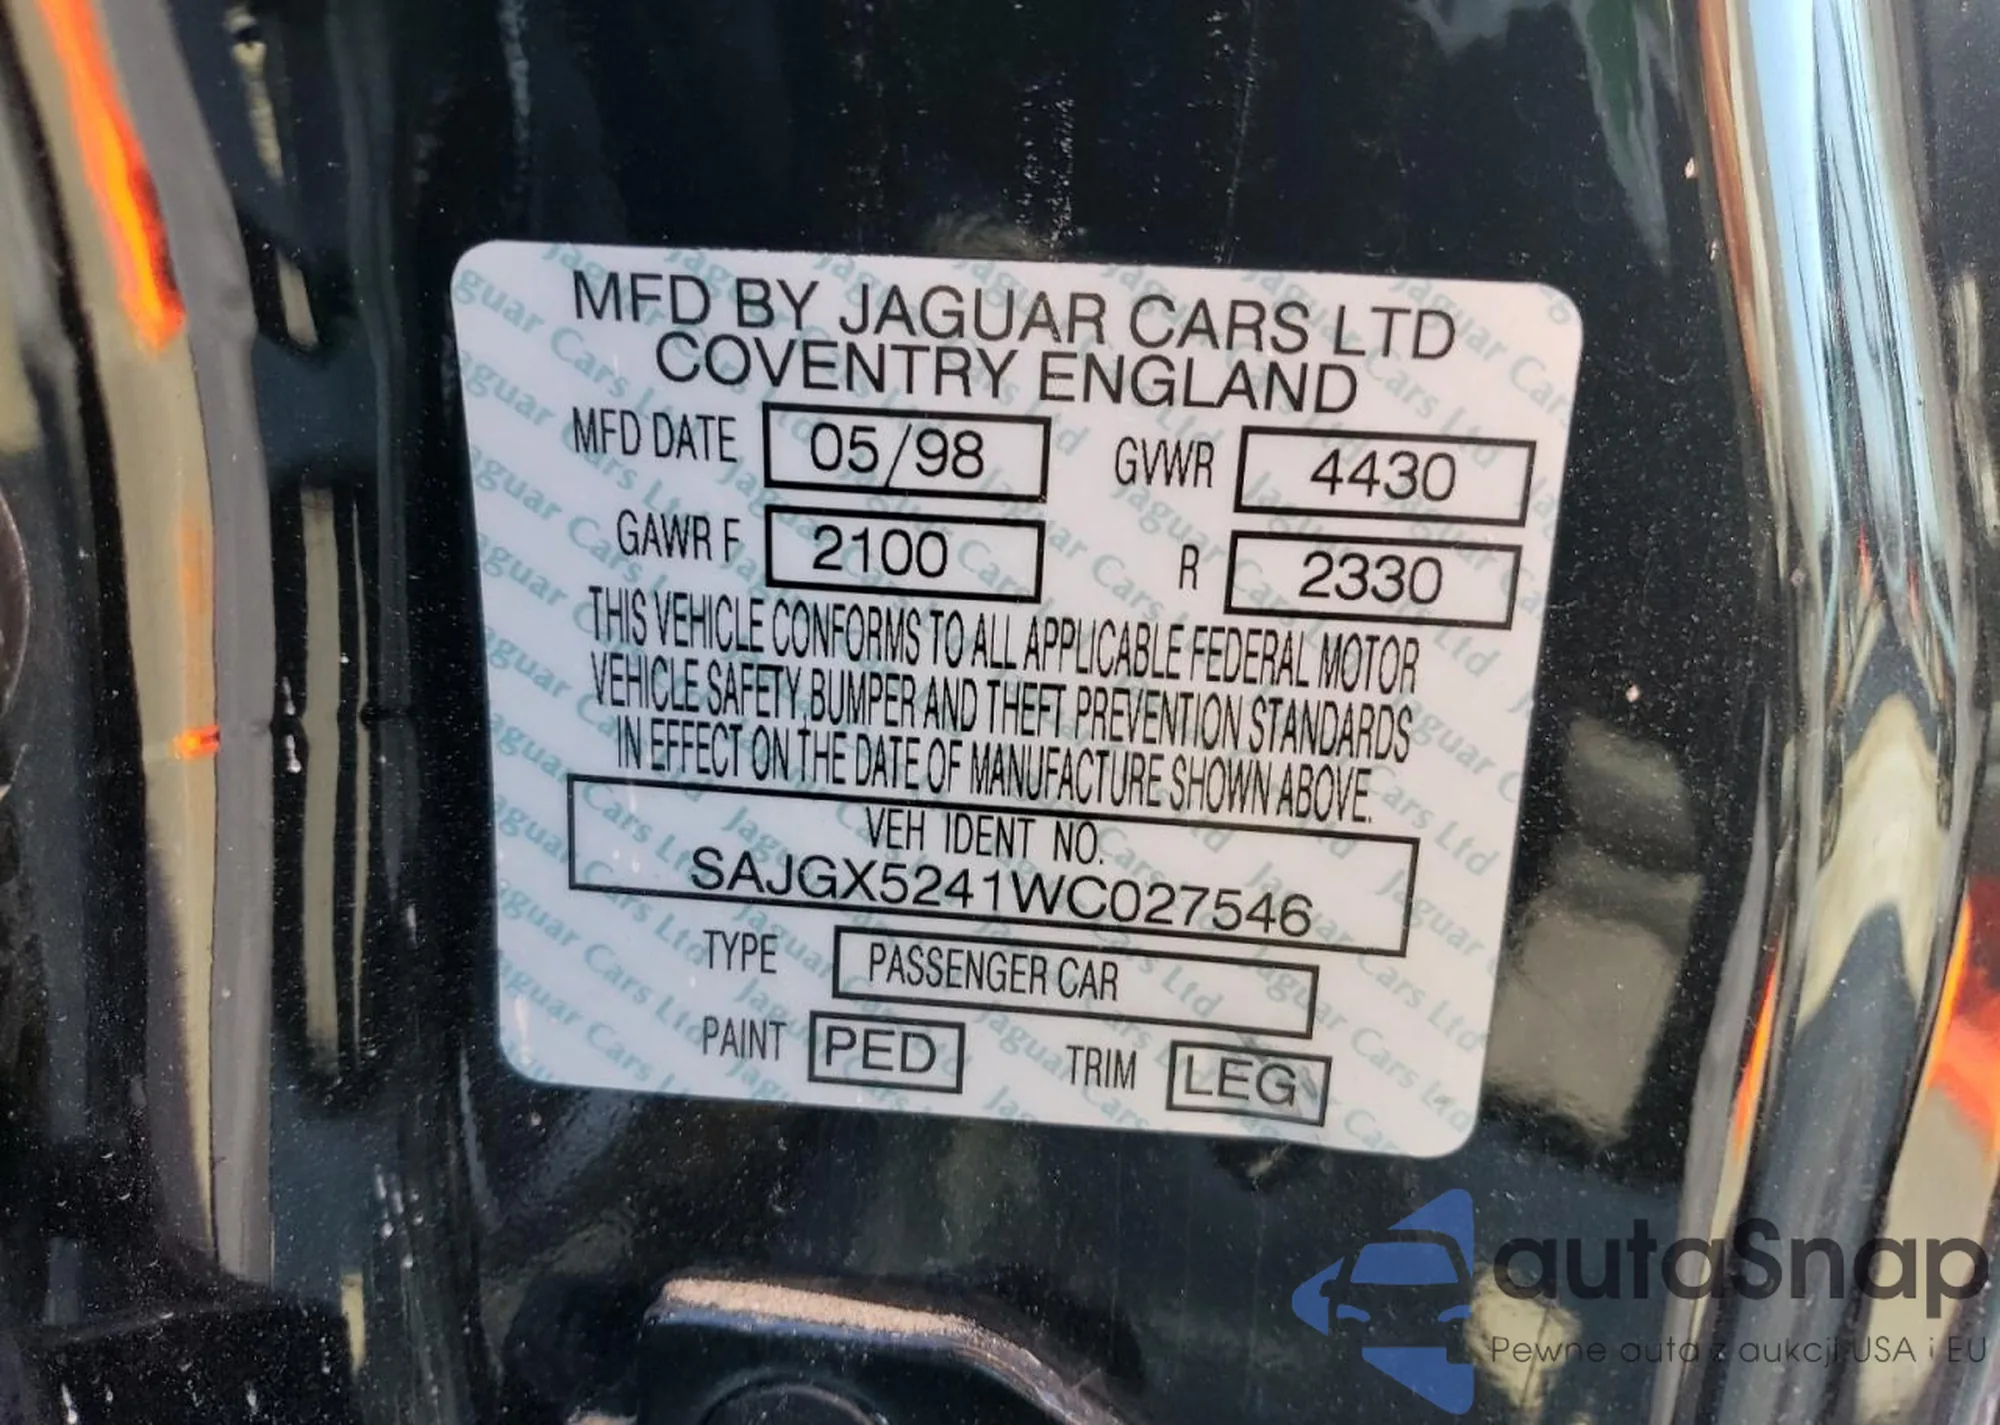 MFD BY JAGUAR CARS LTD
COVENTRY ENGLAND
MFD DATE 05/98 GVWR 4430
GAWR F 2100 R 2330
THIS VEHICLE CONFORMS TO ALL APPLICABLE FEDERAL MOTOR
VEHICLE SAFETY, BUMPER AND THEFT PREVENTION STANDARDS
IN EFFECT ON THE DATE OF MANUFACTURE SHOWN ABOVE.
VEH IDENT NO.
SAJGX5241WC027546
TYPE PASSENGER CAR
PAINT PED TRIM LEG
autaSnap
Pewne auta z aukcji USA i EU